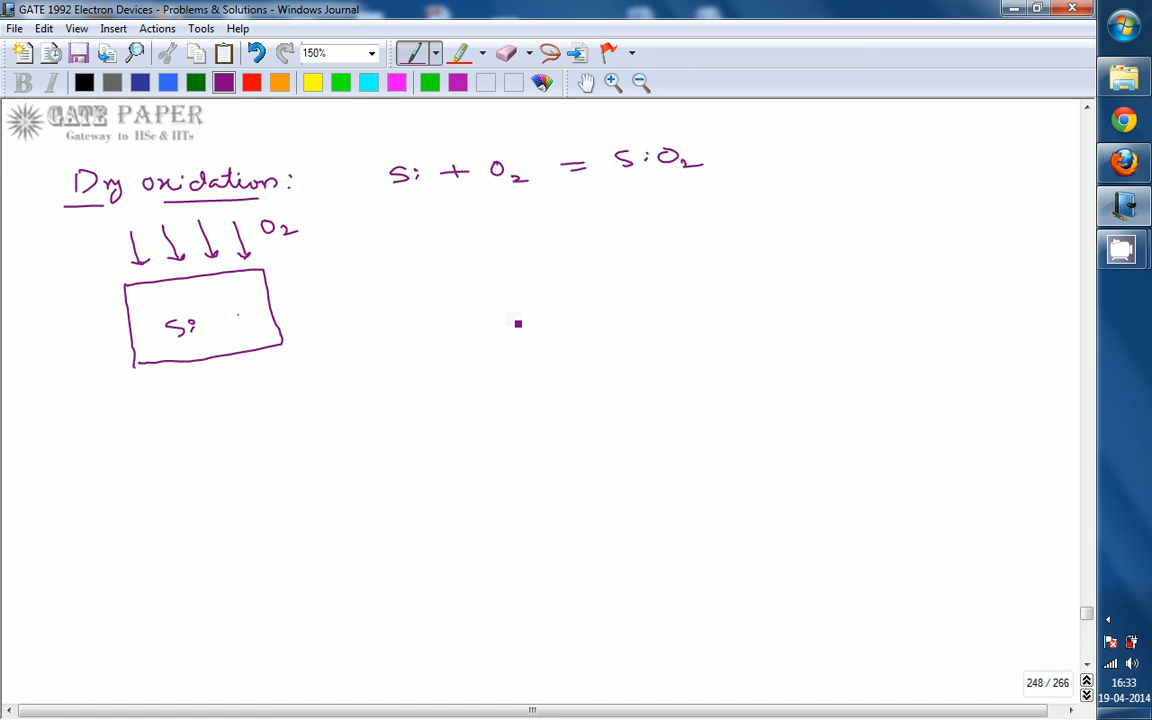 GATE 1992 Electron Devices - Problems & Solutions - Windows Journal
File Edit View Insert Actions Tools Help
150%
B I
GATE PAPER
Gateway to IISc & IITs
Dry oxidation: Si + O2 = SiO2
O2
Si
248 / 266
16:33
19-04-2014